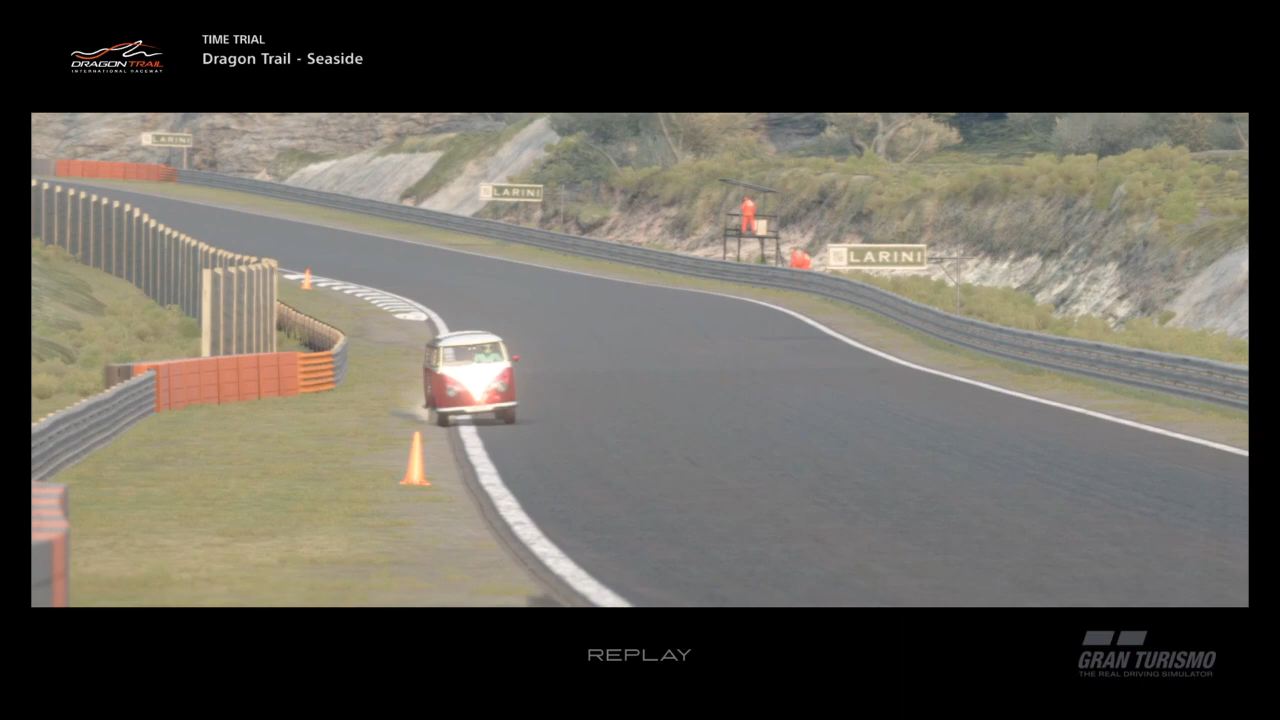 TIME TRIAL
Dragon Trail - Seaside
DRAGON TRAIL
INTERNATIONAL RACEWAY
LARINI
LARINI
LARINI
REPLAY
GRAN TURISMO
THE REAL DRIVING SIMULATOR